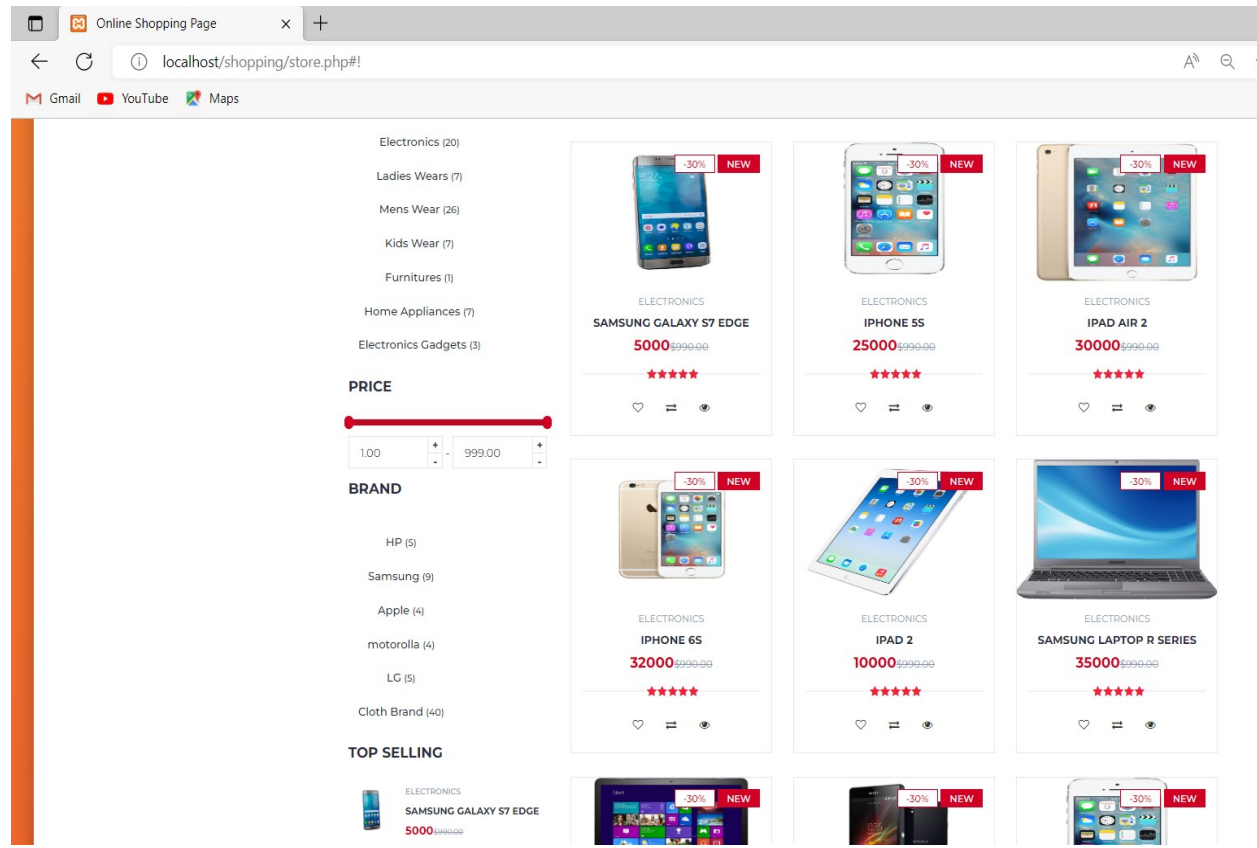 Online Shopping Page
localhost/shopping/store.php#!
Gmail YouTube Maps
Electronics (20)
Ladies Wears (7)
Mens Wear (26)
Kids Wear (7)
Furnitures (1)
Home Appliances (7)
Electronics Gadgets (3)
PRICE
1.00 + - - 999.00 + -
BRAND
HP (5)
Samsung (9)
Apple (4)
motorolla (4)
LG (5)
Cloth Brand (40)
TOP SELLING
ELECTRONICS
SAMSUNG GALAXY S7 EDGE
5000$990.00
-30% NEW
ELECTRONICS
SAMSUNG GALAXY S7 EDGE
5000$990.00
-30% NEW
ELECTRONICS
IPHONE 5S
25000$990.00
-30% NEW
ELECTRONICS
IPAD AIR 2
30000$990.00
-30% NEW
ELECTRONICS
IPHONE 6S
32000$990.00
-30% NEW
ELECTRONICS
IPAD 2
10000$990.00
-30% NEW
ELECTRONICS
SAMSUNG LAPTOP R SERIES
35000$990.00
Start
-30% NEW
-30% NEW
-30% NEW